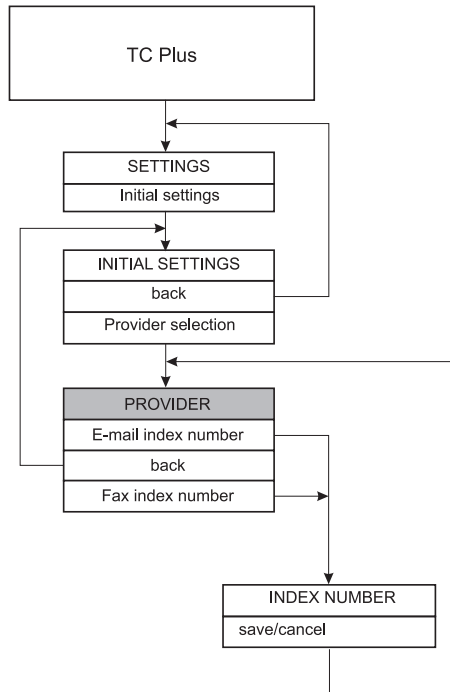 TC Plus
SETTINGS
Initial settings
INITIAL SETTINGS
back
Provider selection
PROVIDER
E-mail index number
back
Fax index number
INDEX NUMBER
save/cancel